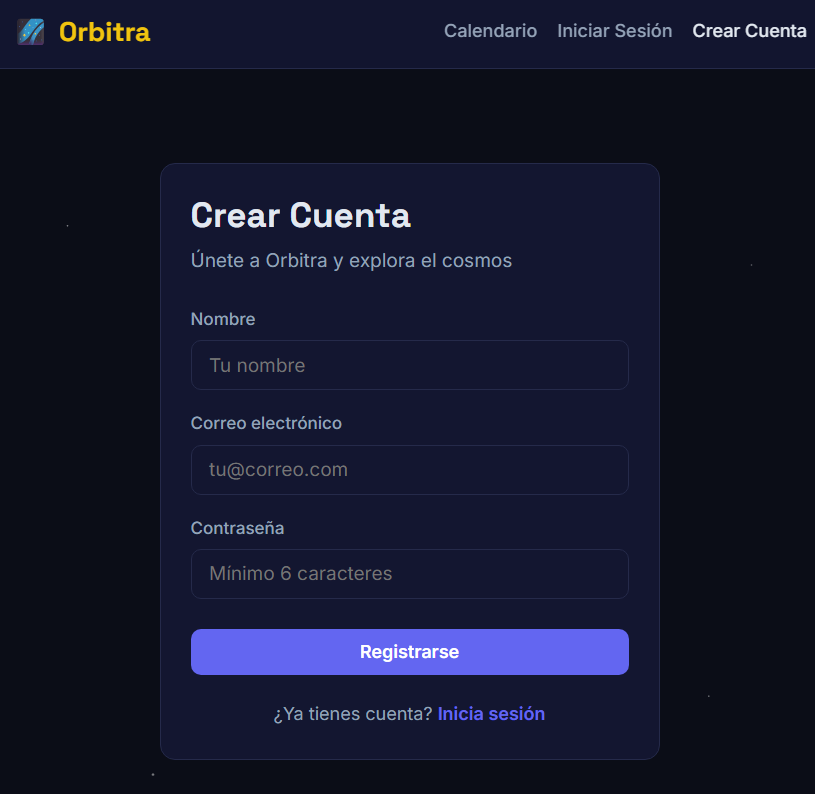 Orbitra
Calendario Iniciar Sesión Crear Cuenta
Crear Cuenta
Únete a Orbitra y explora el cosmos
Nombre
Tu nombre
Correo electrónico
tu@correo.com
Contraseña
Mínimo 6 caracteres
Registrarse
¿Ya tienes cuenta? Inicia sesión